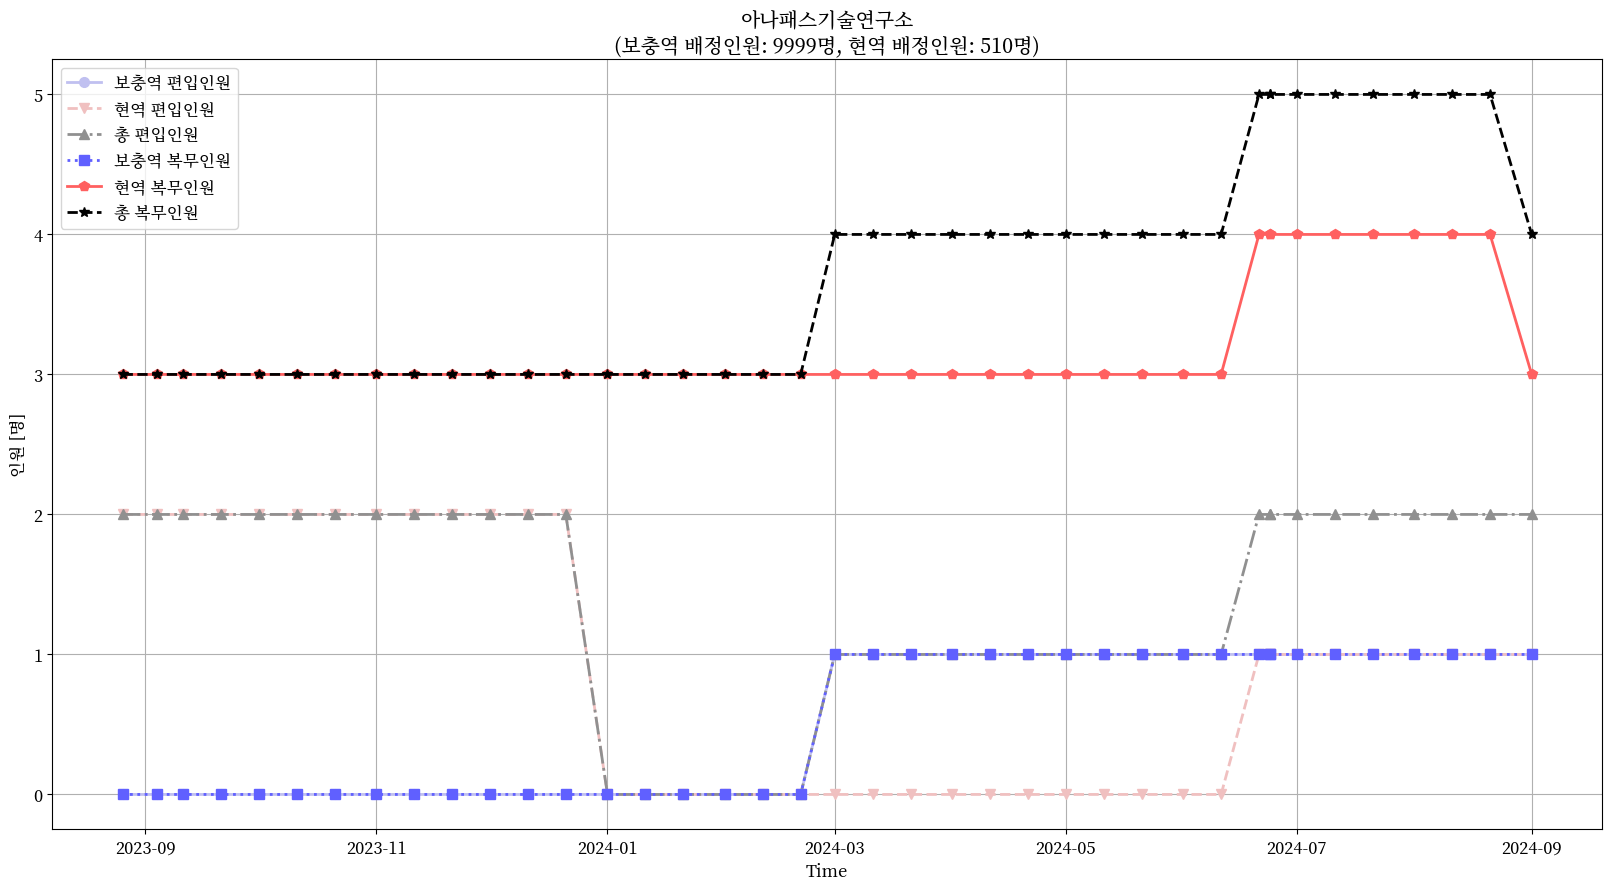 아나패스기술연구소
(보충역 배정인원: 9999명, 현역 배정인원: 510명)
보충역 편입인원
현역 편입인원
총 편입인원
보충역 복무인원
현역 복무인원
총 복무인원
인원 [명]
5
4
3
2
1
0
2023-09
2023-11
2024-01
2024-03
2024-05
2024-07
2024-09
Time